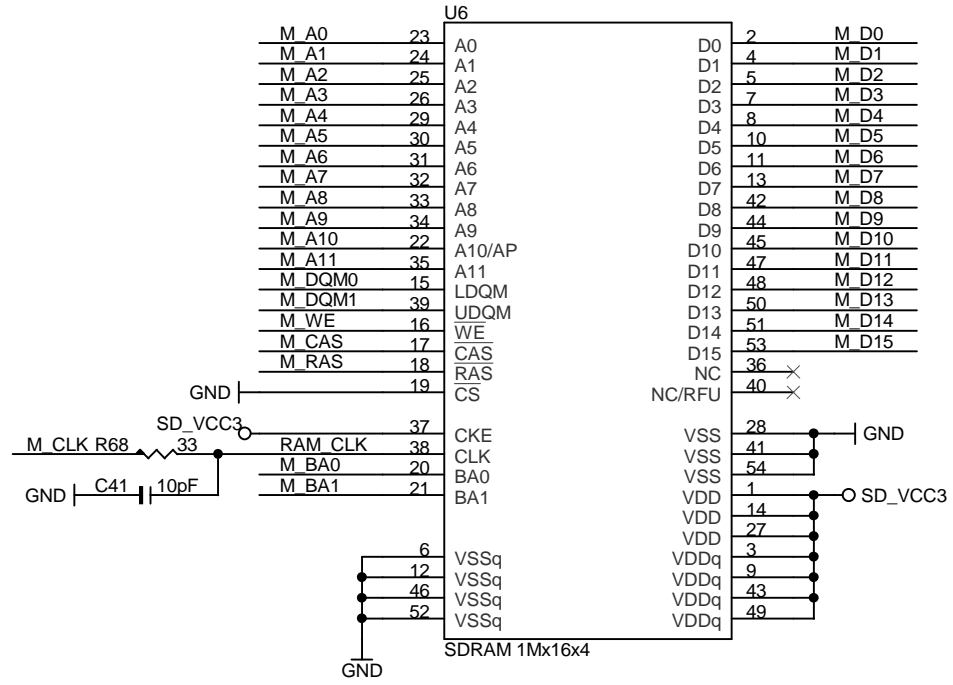 U6
M_A0 23 A0 D0 2 M_D0
M_A1 24 A1 D1 4 M_D1
M_A2 25 A2 D2 5 M_D2
M_A3 26 A3 D3 7 M_D3
M_A4 29 A4 D4 8 M_D4
M_A5 30 A5 D5 10 M_D5
M_A6 31 A6 D6 11 M_D6
M_A7 32 A7 D7 13 M_D7
M_A8 33 A8 D8 42 M_D8
M_A9 34 A9 D9 44 M_D9
M_A10 22 A10/AP D10 45 M_D10
M_A11 35 A11 D11 47 M_D11
M_DQM0 15 LDQM D12 48 M_D12
M_DQM1 39 UDQM D13 50 M_D13
M_WE 16 WE D14 51 M_D14
M_CAS 17 CAS D15 53 M_D15
M_RAS 18 RAS NC 36
GND 19 CS NC/RFU 40
SD_VCC3 37 CKE VSS 28 GND
M_CLK R68 33 RAM_CLK 38 CLK VSS 41
M_BA0 20 BA0 VSS 54
GND C41 10pF M_BA1 21 BA1 VDD 1 SD_VCC3
VDD 14
VDD 27
6 VSSq VDDq 3
12 VSSq VDDq 9
46 VSSq VDDq 43
52 VSSq VDDq 49
GND
SDRAM 1Mx16x4